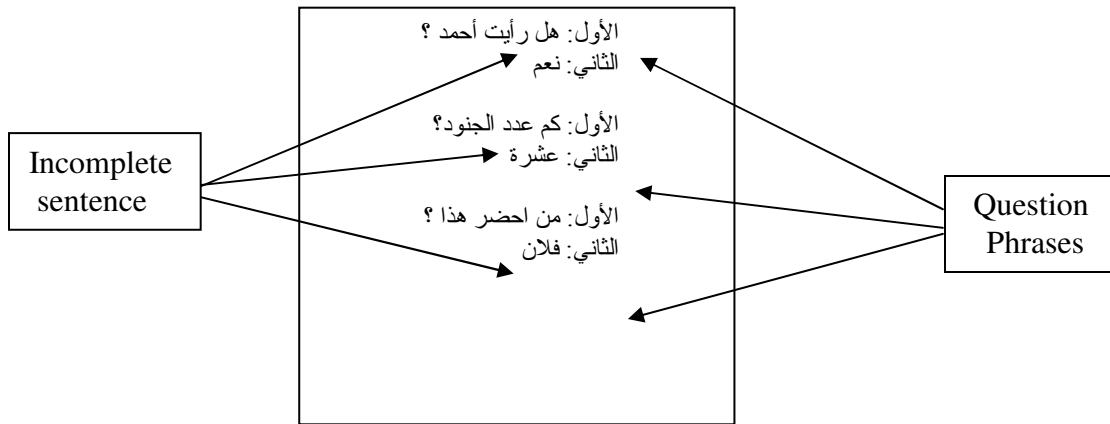 الأول: هل رأيت أحمد ؟
الثاني: نعم
الأول: كم عدد الجنود؟
الثاني: عشرة
الأول: من احضر هذا ؟
الثاني: فلان
Incomplete
sentence
Question
Phrases